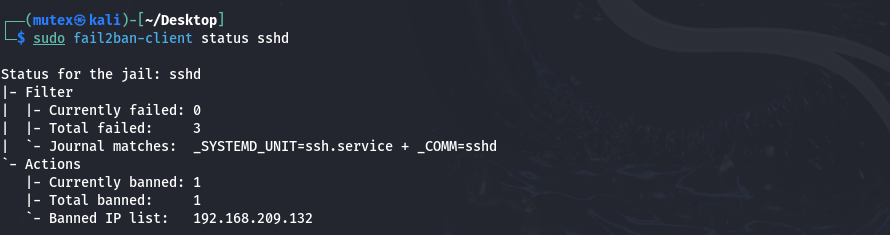 ┌──(mutex㉿kali)-[~/Desktop]
└─$ sudo fail2ban-client status sshd
Status for the jail: sshd
|- Filter
|  |- Currently failed: 0
|  |- Total failed:     3
|  `- Journal matches:  _SYSTEMD_UNIT=ssh.service + _COMM=sshd
`- Actions
   |- Currently banned: 1
   |- Total banned:     1
   `- Banned IP list:   192.168.209.132